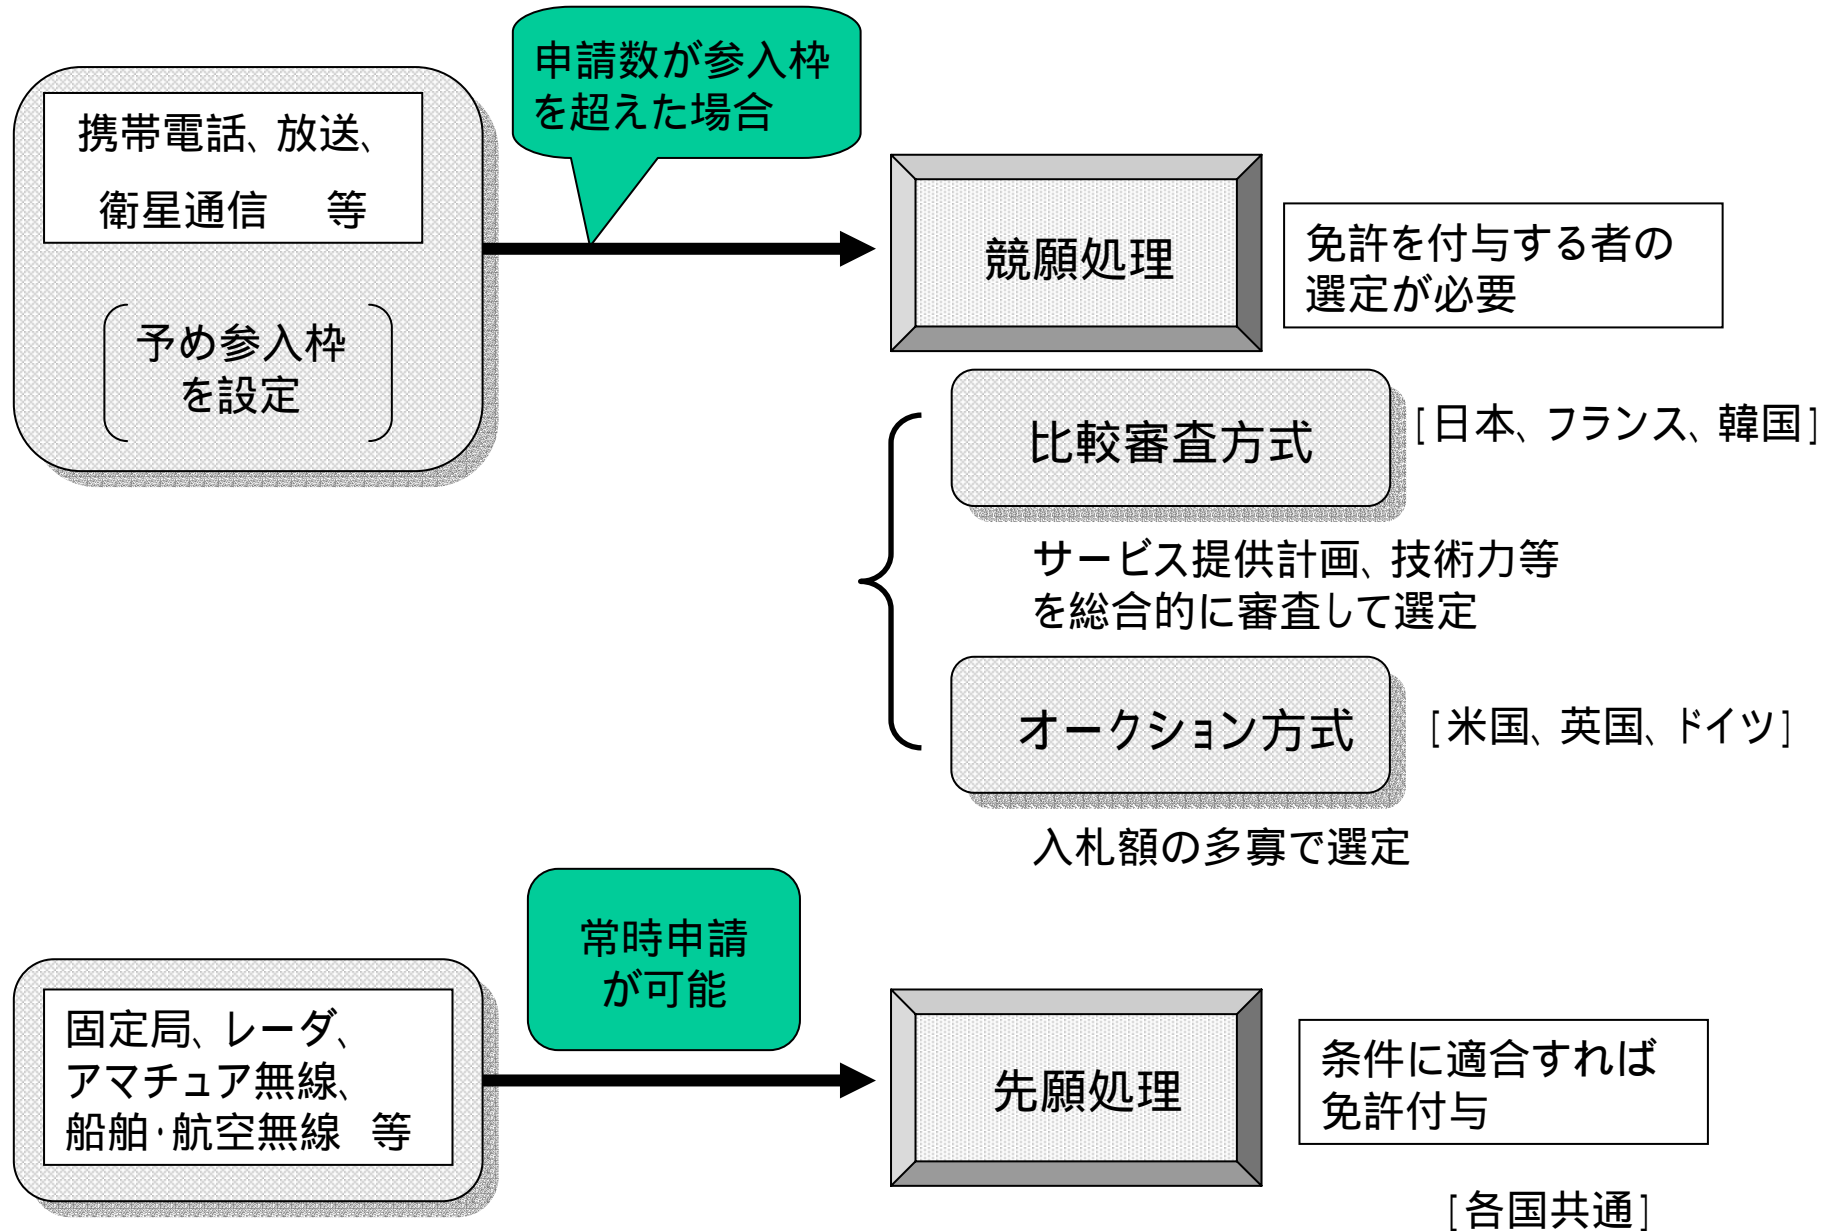 申請数が参入枠
を超えた場合
携帯電話、放送、
衛星通信 等
予め参入枠
を設定
競願処理
免許を付与する者の
選定が必要
比較審査方式
[日本、フランス、韓国]
サービス提供計画、技術力等
を総合的に審査して選定
オークション方式
[米国、英国、ドイツ]
入札額の多寡で選定
常時申請
が可能
固定局、レーダ、
アマチュア無線、
船舶・航空無線 等
先願処理
条件に適合すれば
免許付与
[各国共通]